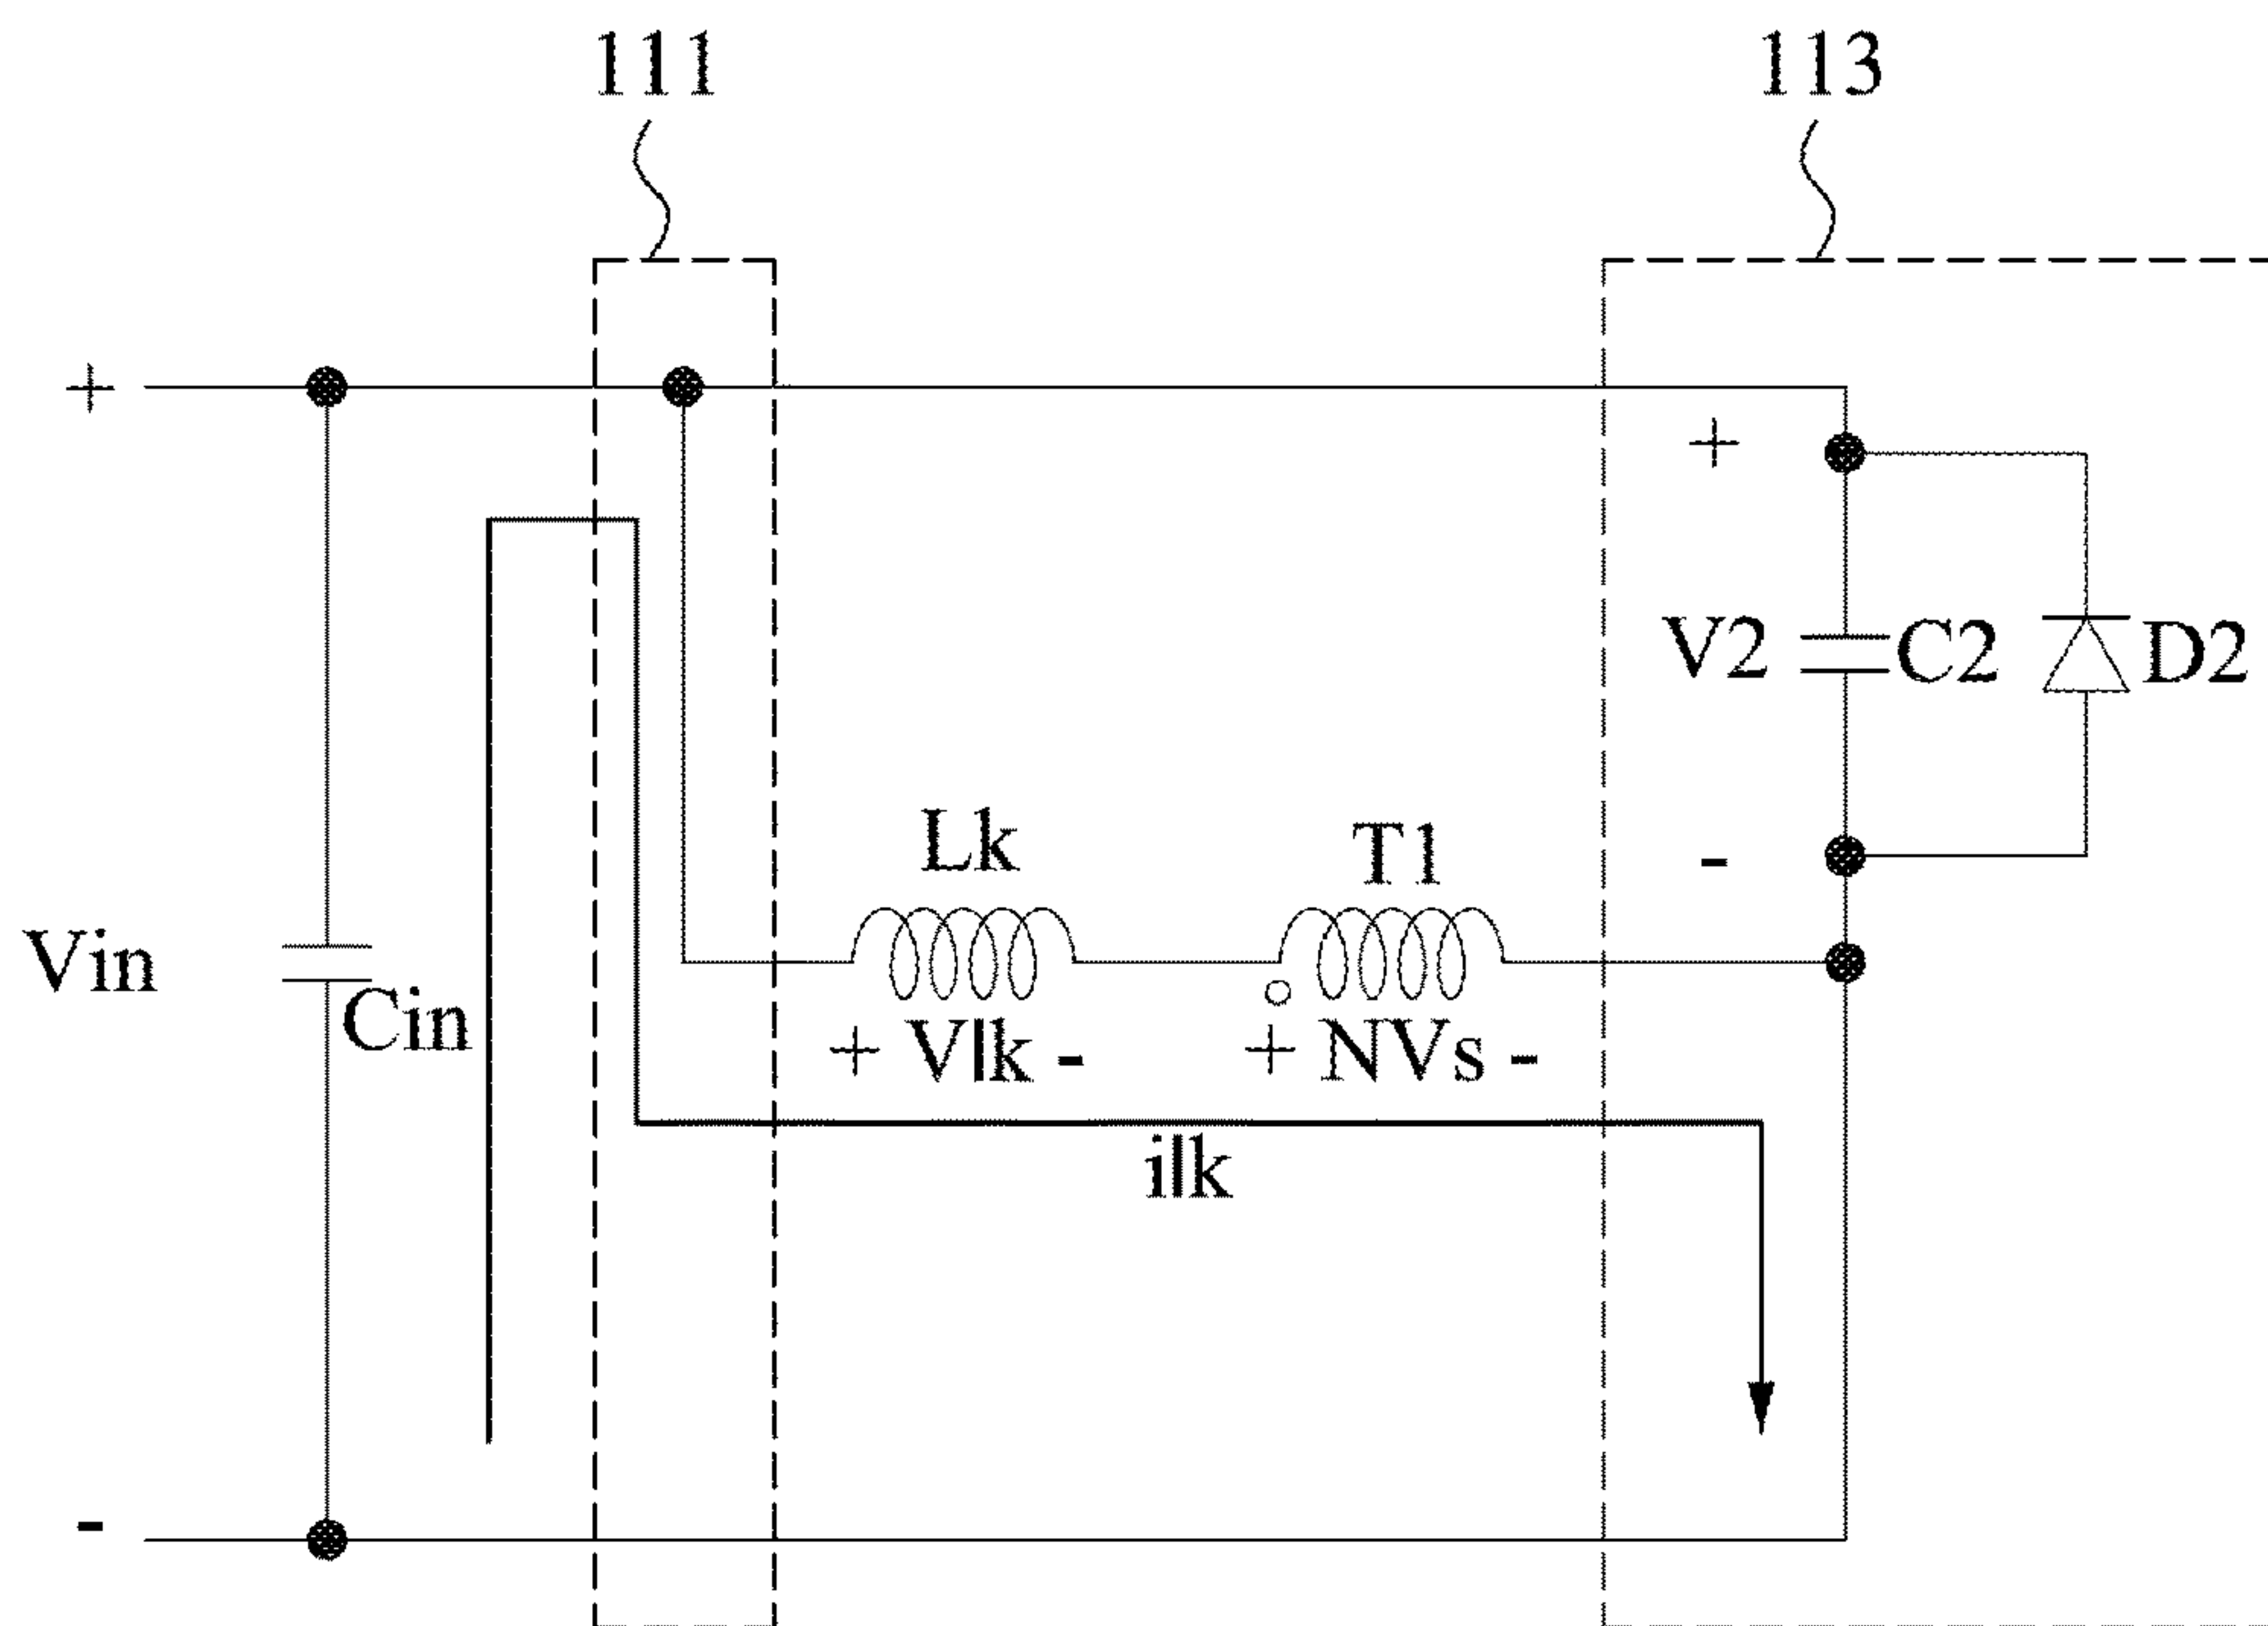 111
113
+
+
V2
C2
D2
-
Lk
T1
Vin
Cin
+ Vlk -
+ NVs -
ilk
-